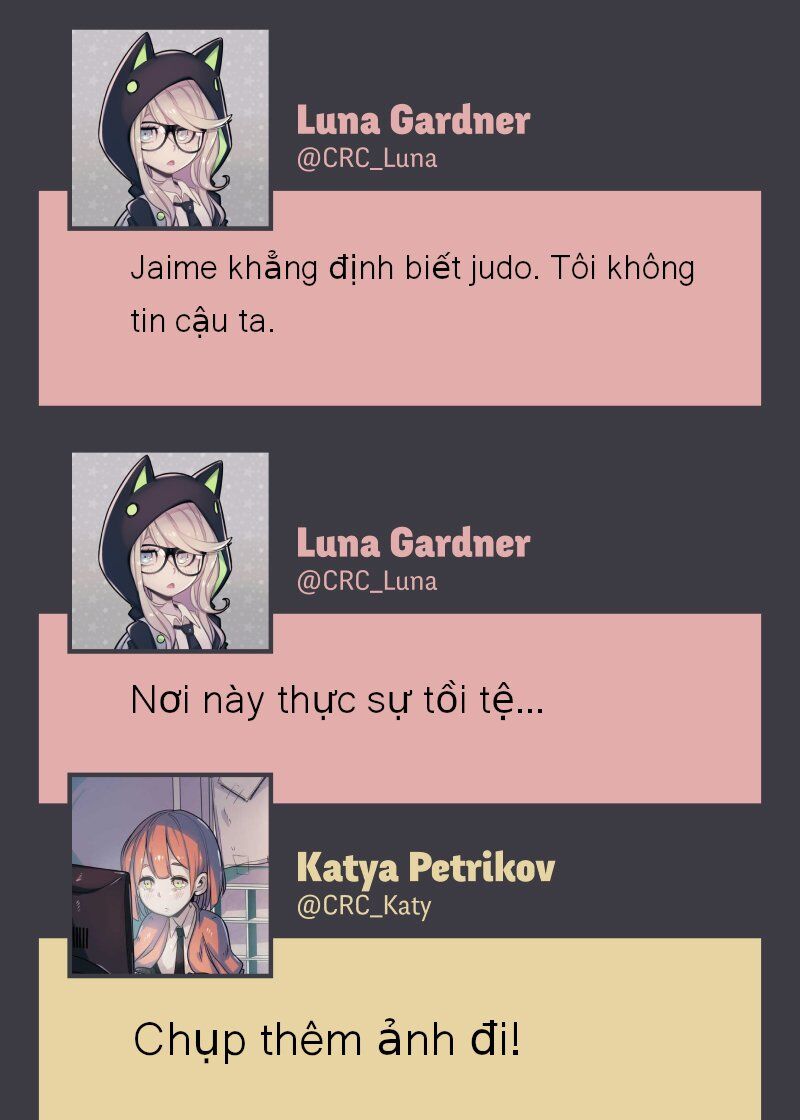 Luna Gardner
@CRC_Luna
Jaime khẳng định biết judo. Tôi không
tin cậu ta.
Luna Gardner
@CRC_Luna
Nơi này thực sự tồi tệ...
Katya Petrikov
@CRC_Katy
Chụp thêm ảnh đi!